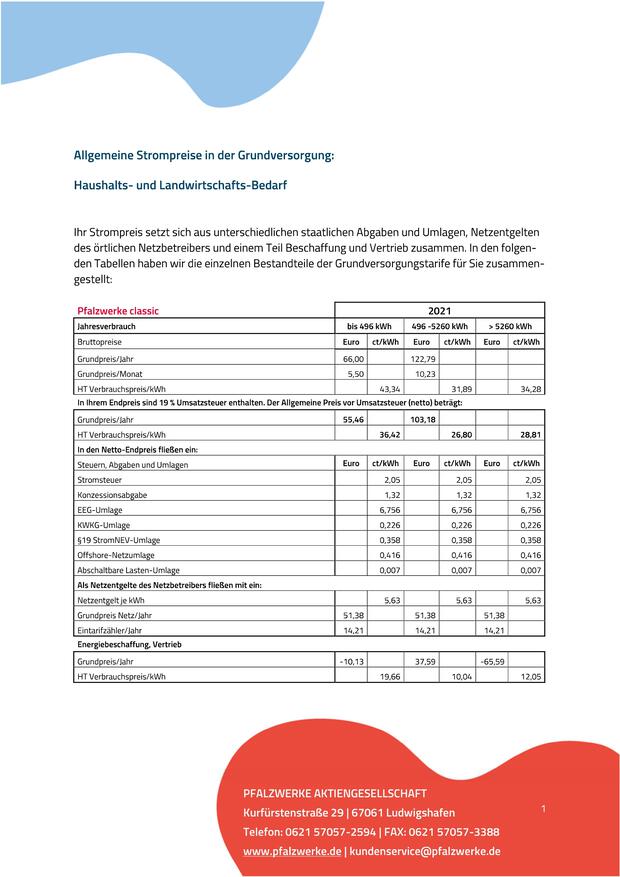 Allgemeine Strompreise in der Grundversorgung:
Haushalts- und Landwirtschafts-Bedarf
Ihr Strompreis setzt sich aus unterschiedlichen staatlichen Abgaben und Umlagen, Netzentgelten
des örtlichen Netzbetreibers und einem Teil Beschaffung und Vertrieb zusammen. In den folgen-
den Tabellen haben wir die einzelnen Bestandteile der Grundversorgungstarife für Sie zusammen-
gestellt:
Pfalzwerke classic 2021
Jahresverbrauch bis 496 kWh 496 -5260 kWh > 5260 kWh
Bruttopreise Euro ct/kWh Euro ct/kWh Euro ct/kWh
Grundpreis/Jahr 66,00 122,79
Grundpreis/Monat 5,50 10,23
HT Verbrauchspreis/kWh 43,34 31,89 34,28
In Ihrem Endpreis sind 19 % Umsatzsteuer enthalten. Der Allgemeine Preis vor Umsatzsteuer (netto) beträgt:
Grundpreis/Jahr 55,46 103,18
HT Verbrauchspreis/kWh 36,42 26,80 28,81
In den Netto-Endpreis fließen ein:
Steuern, Abgaben und Umlagen Euro ct/kWh Euro ct/kWh Euro ct/kWh
Stromsteuer 2,05 2,05 2,05
Konzessionsabgabe 1,32 1,32 1,32
EEG-Umlage 6,756 6,756 6,756
KWKG-Umlage 0,226 0,226 0,226
§19 StromNEV-Umlage 0,358 0,358 0,358
Offshore-Netzumlage 0,416 0,416 0,416
Abschaltbare Lasten-Umlage 0,007 0,007 0,007
Als Netzentgelte des Netzbetreibers fließen mit ein:
Netzentgelt je kWh 5,63 5,63 5,63
Grundpreis Netz/Jahr 51,38 51,38 51,38
Eintarifzähler/Jahr 14,21 14,21 14,21
Energiebeschaffung, Vertrieb
Grundpreis/Jahr -10,13 37,59 -65,59
HT Verbrauchspreis/kWh 19,66 10,04 12,05
PFALZWERKE AKTIENGESELLSCHAFT
Kurfürstenstraße 29 | 67061 Ludwigshafen
1
Telefon: 0621 57057-2594 | FAX: 0621 57057-3388
www.pfalzwerke.de | kundenservice@pfalzwerke.de